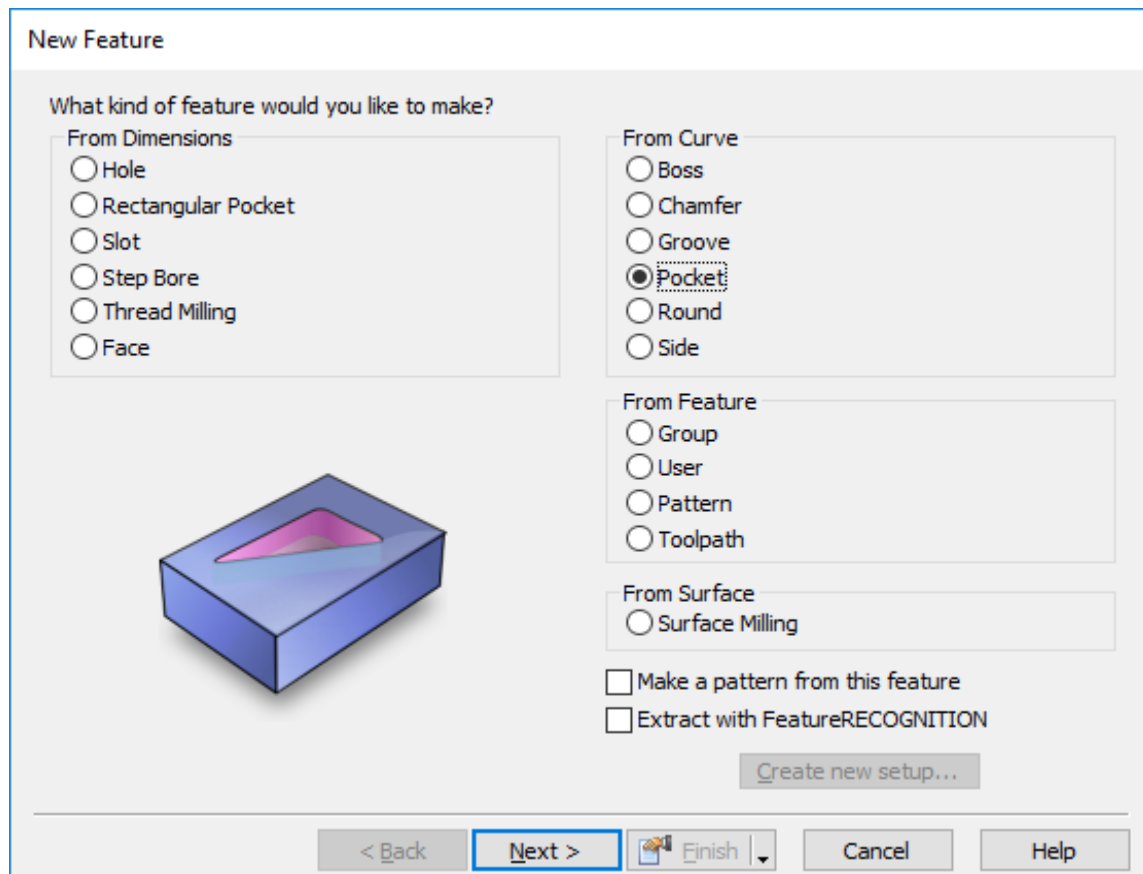 New Feature
What kind of feature would you like to make?
From Dimensions
Hole
Rectangular Pocket
Slot
Step Bore
Thread Milling
Face
From Curve
Boss
Chamfer
Groove
Pocket
Round
Side
From Feature
Group
User
Pattern
Toolpath
From Surface
Surface Milling
Make a pattern from this feature
Extract with FeatureRECOGNITION
Create new setup...
< Back
Next >
Finish
Cancel
Help